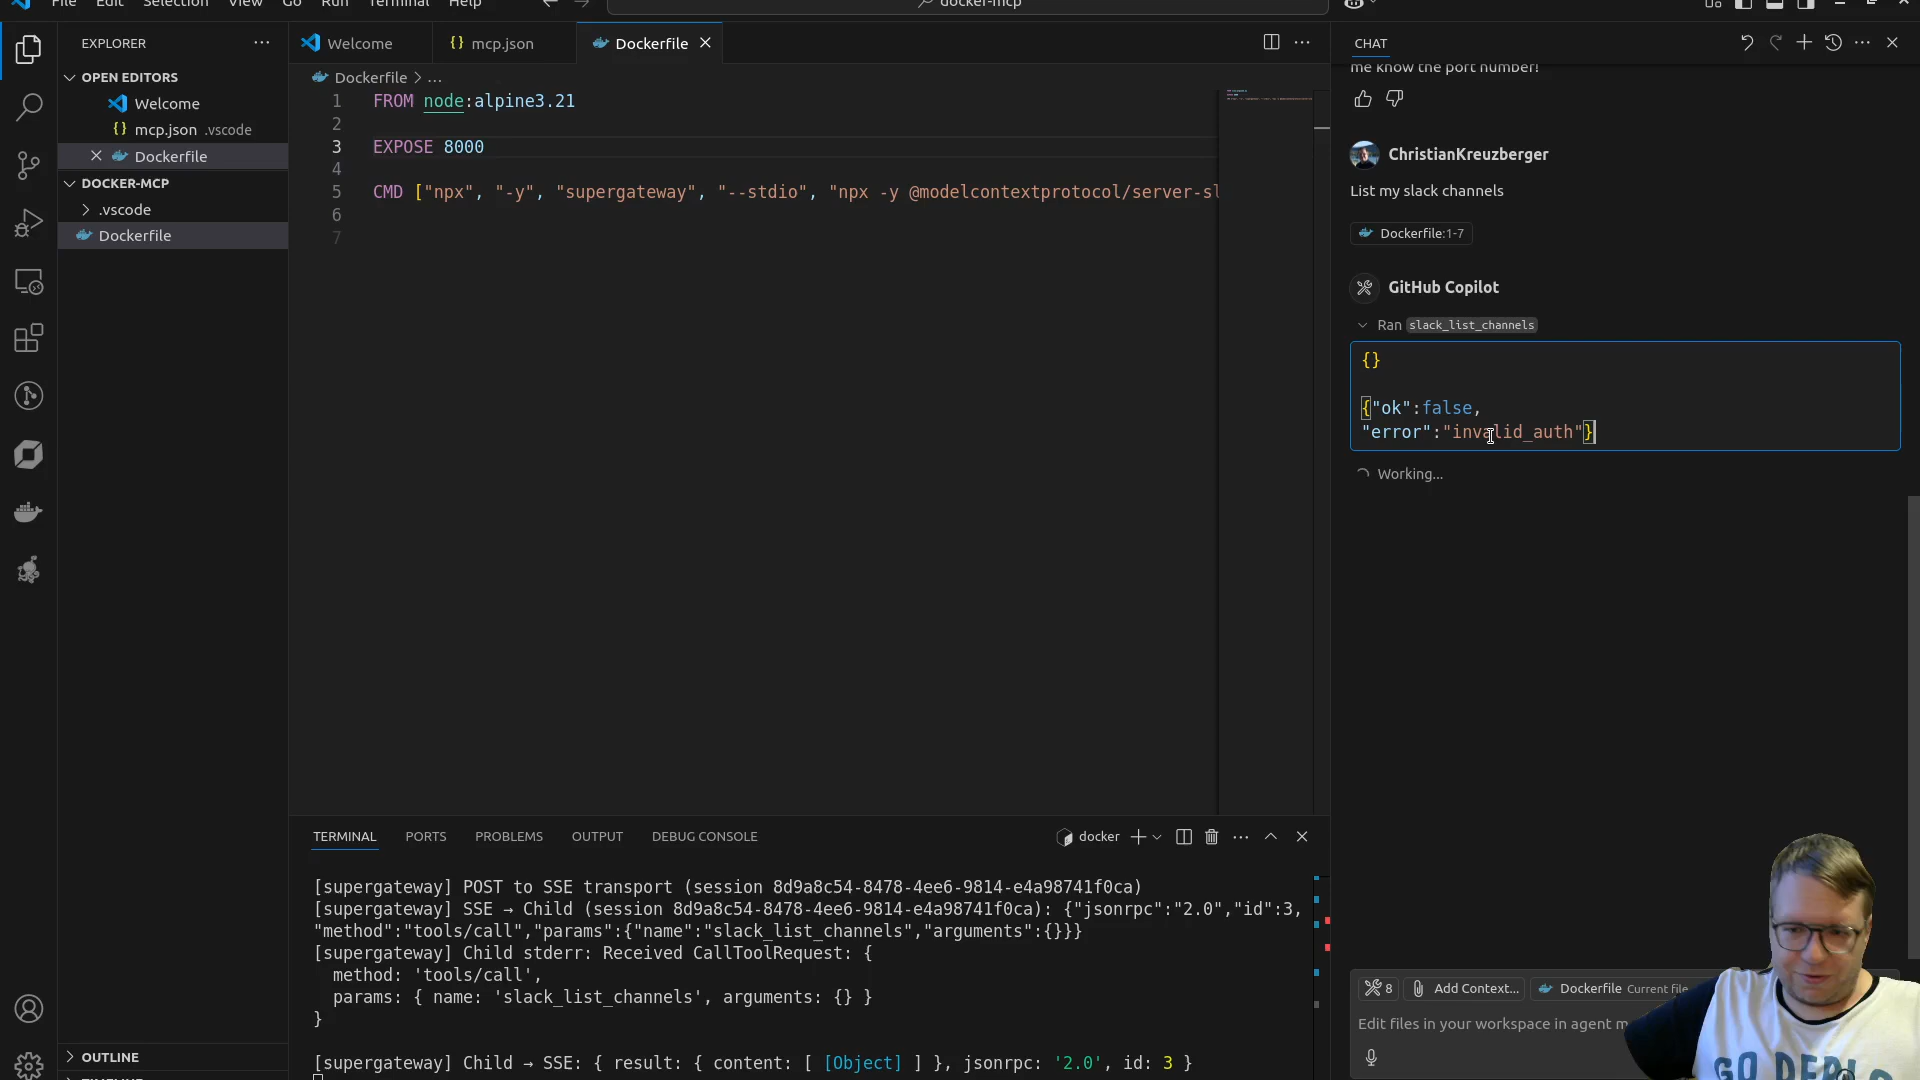 File Edit Selection View Go Run Terminal Help
docker-mcp
EXPLORER
OPEN EDITORS
Welcome
mcp.json .vscode
Dockerfile
DOCKER-MCP
.vscode
Dockerfile
OUTLINE
Welcome
mcp.json
Dockerfile
Dockerfile > ...
1 FROM node:alpine3.21
2
3 EXPOSE 8000
4
5 CMD ["npx", "-y", "supergateway", "--stdio", "npx -y @modelcontextprotocol/server-sl
6
7
TERMINAL PORTS PROBLEMS OUTPUT DEBUG CONSOLE
docker
[supergateway] POST to SSE transport (session 8d9a8c54-8478-4ee6-9814-e4a98741f0ca)
[supergateway] SSE → Child (session 8d9a8c54-8478-4ee6-9814-e4a98741f0ca): {"jsonrpc":"2.0","id":3,
"method":"tools/call","params":{"name":"slack_list_channels","arguments":{}}}
[supergateway] Child stderr: Received CallToolRequest: {
method: 'tools/call',
params: { name: 'slack_list_channels', arguments: {} }
}
[supergateway] Child → SSE: { result: { content: [ [Object] ] }, jsonrpc: '2.0', id: 3 }
CHAT
me know the port number!
ChristianKreuzberger
List my slack channels
Dockerfile:1-7
GitHub Copilot
Ran slack_list_channels
{}
{"ok":false,
"error":"invalid_auth"}
Working...
8
Add Context...
Dockerfile Current file
Edit files in your workspace in agent m
GO DEPLO